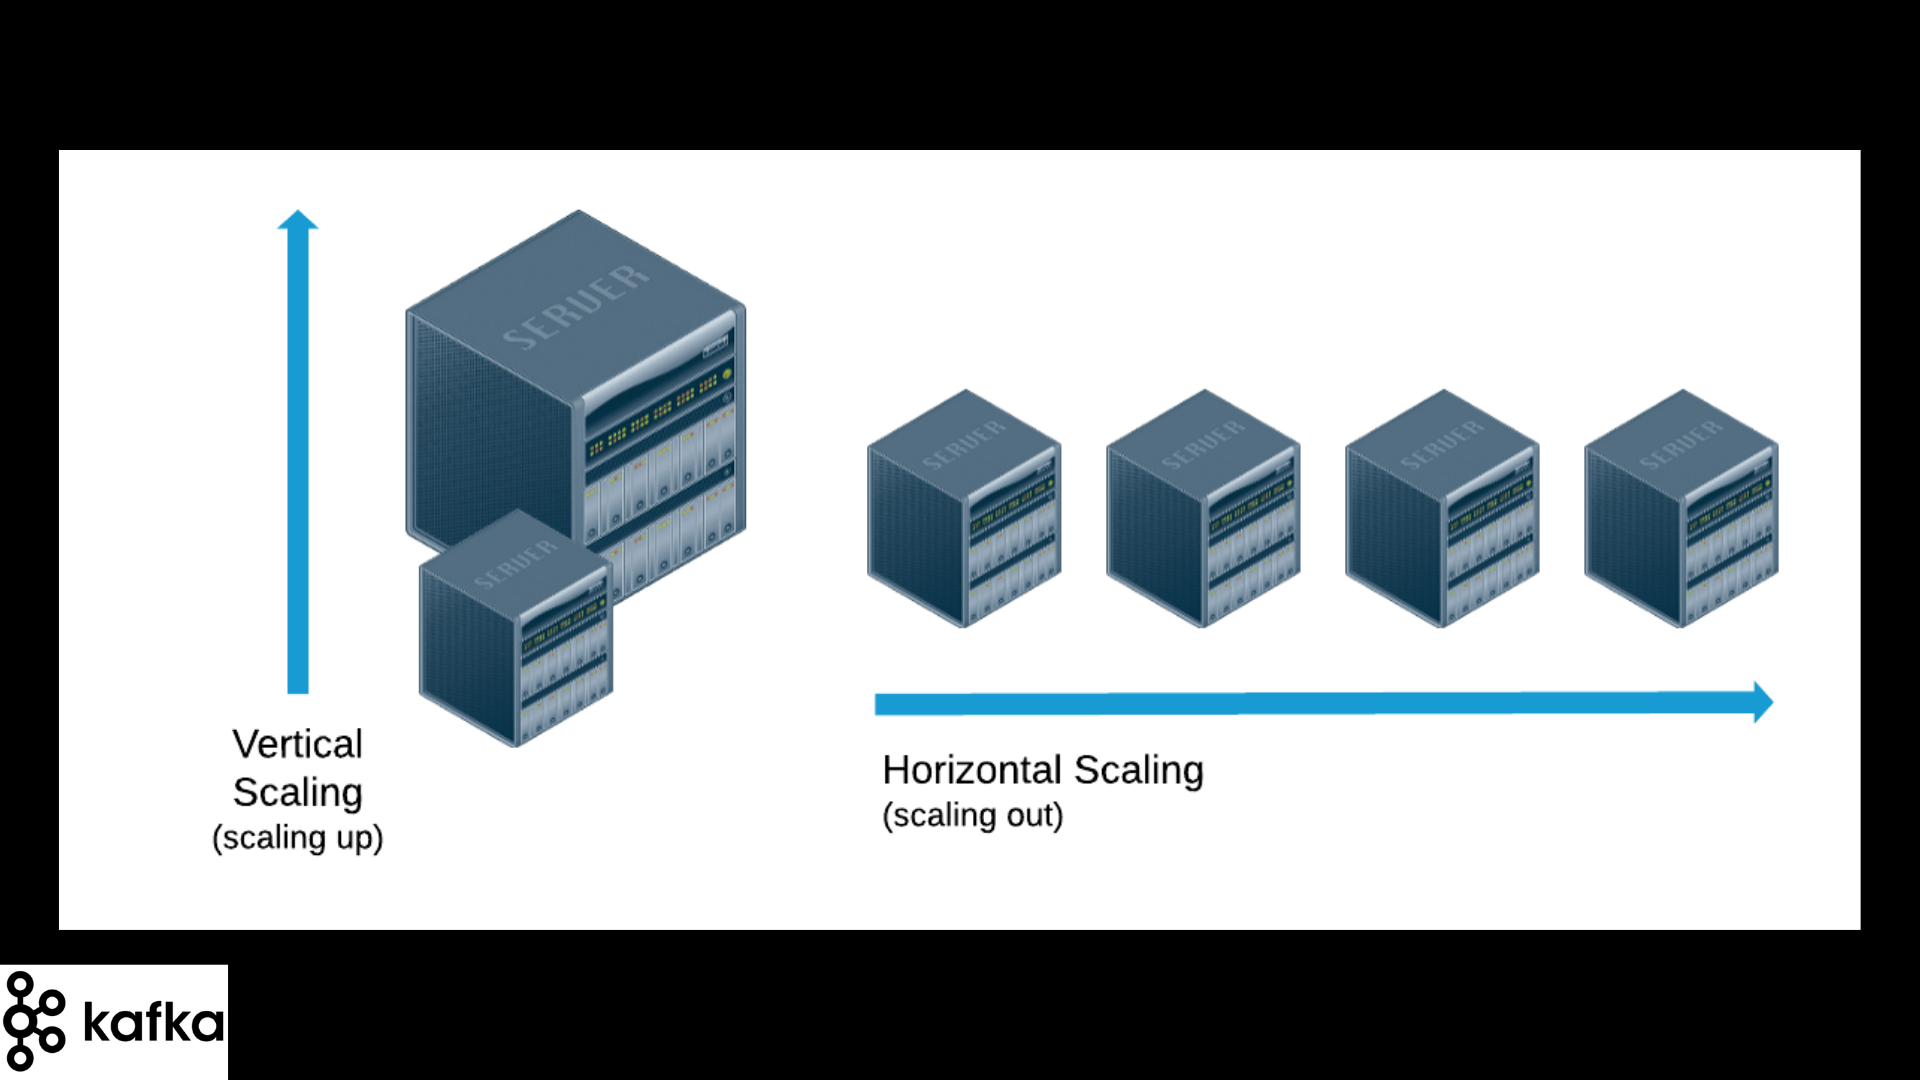 SERVER
SERVER
SERVER
SERVER
SERVER
SERVER
Vertical
Scaling
(scaling up)
Horizontal Scaling
(scaling out)
kafka